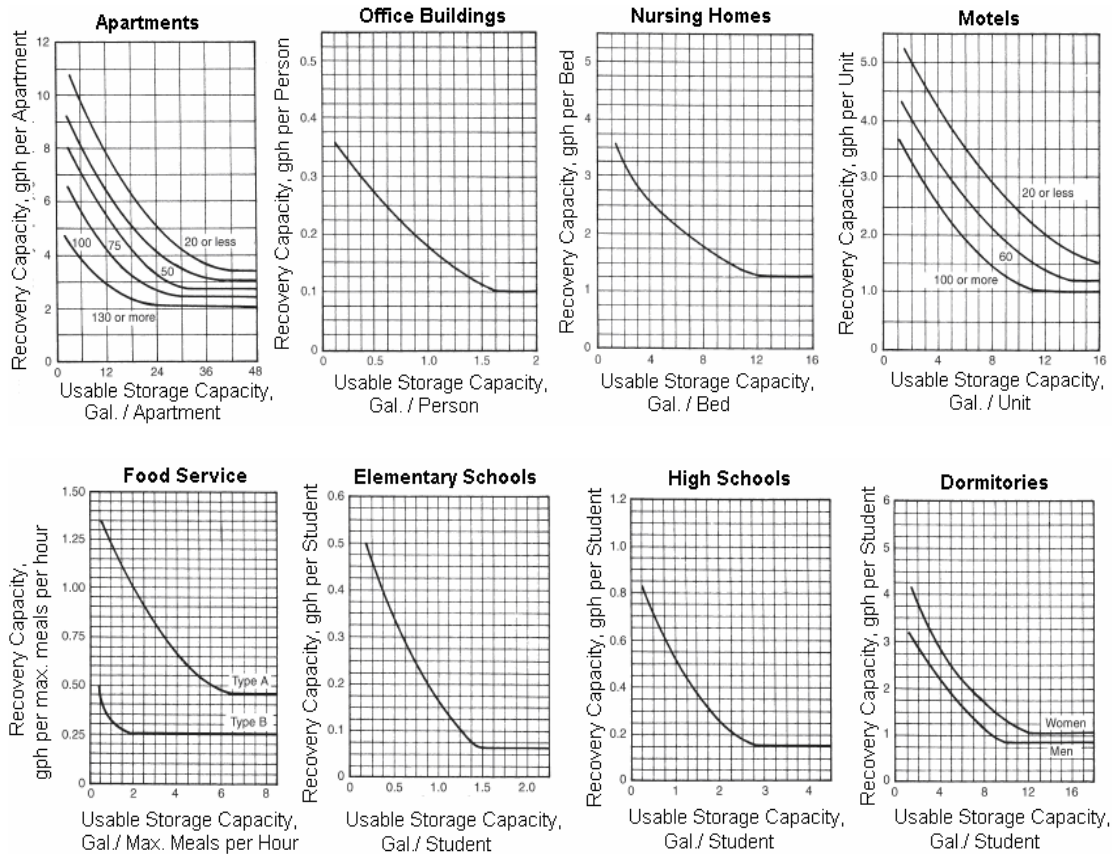 Apartments
Recovery Capacity, gph per Apartment
12
10
8
6
4
2
0
100
75
50
20 or less
130 or more
0 12 24 36 48
Usable Storage Capacity,
Gal. / Apartment
Office Buildings
Recovery Capacity, gph per Person
0.5
0.4
0.3
0.2
0.1
0
0 0.5 1.0 1.5 2
Usable Storage Capacity,
Gal. / Person
Nursing Homes
Recovery Capacity, gph per Bed
5
4
3
2
1
0
0 4 8 12 16
Usable Storage Capacity,
Gal. / Bed
Motels
Recovery Capacity, gph per Unit
5.0
4.0
3.0
2.0
1.0
0
20 or less
60
100 or more
0 4 8 12 16
Usable Storage Capacity,
Gal. / Unit
Food Service
Recovery Capacity,
gph per max. meals per hour
1.50
1.25
1.00
0.75
0.50
0.25
0
Type A
Type B
0 2 4 6 8
Usable Storage Capacity,
Gal./ Max. Meals per Hour
Elementary Schools
Recovery Capacity, gph per Student
0.6
0.5
0.4
0.3
0.2
0.1
0
0.0 0.5 1.0 1.5 2.0
Usable Storage Capacity,
Gal./ Student
High Schools
Recovery Capacity, gph per Student
1.2
1.0
0.8
0.6
0.4
0.2
0
0 1 2 3 4
Usable Storage Capacity,
Gal./ Student
Dormitories
Recovery Capacity, gph per Student
6
5
4
3
2
1
0
Women
Men
0 4 8 12 16
Usable Storage Capacity,
Gal./ Student